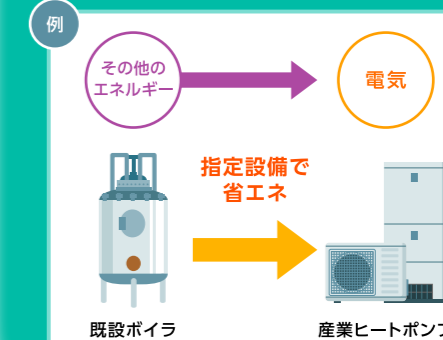 例
その他の
エネルギー
電気
指定設備で
省エネ
既設ボイラ
産業ヒートポンプ